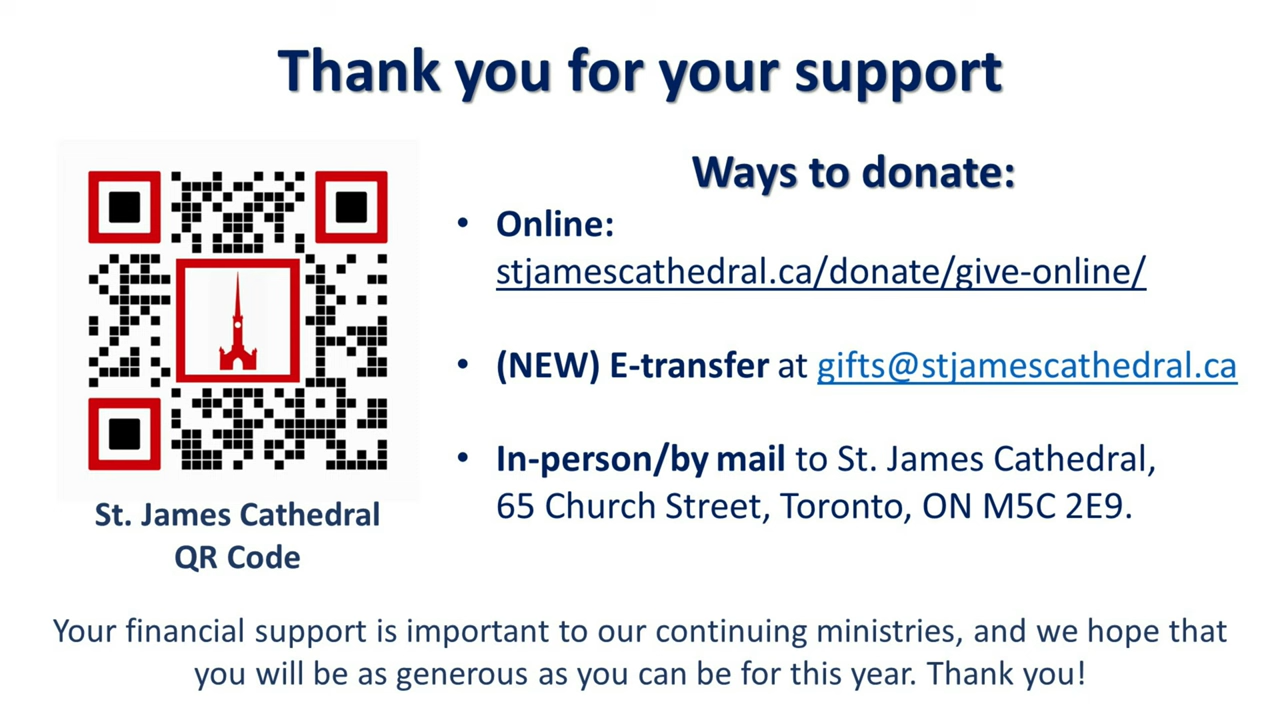 Thank you for your support
St. James Cathedral
QR Code
Ways to donate:
• Online:
stjamescathedral.ca/donate/give-online/
• (NEW) E-transfer at gifts@stjamescathedral.ca
• In-person/by mail to St. James Cathedral,
65 Church Street, Toronto, ON M5C 2E9.
Your financial support is important to our continuing ministries, and we hope that
you will be as generous as you can be for this year. Thank you!